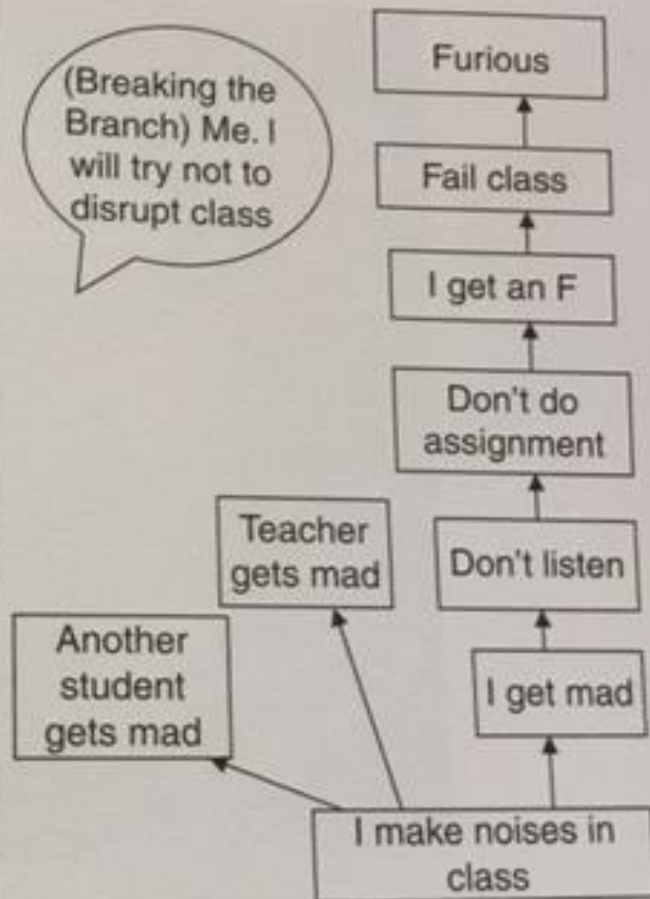 (Breaking the
Branch) Me. I
will try not to
disrupt class
Furious
Fail class
I get an F
Don't do
assignment
Teacher
gets mad
Don't listen
Another
student
gets mad
I get mad
I make noises in
class